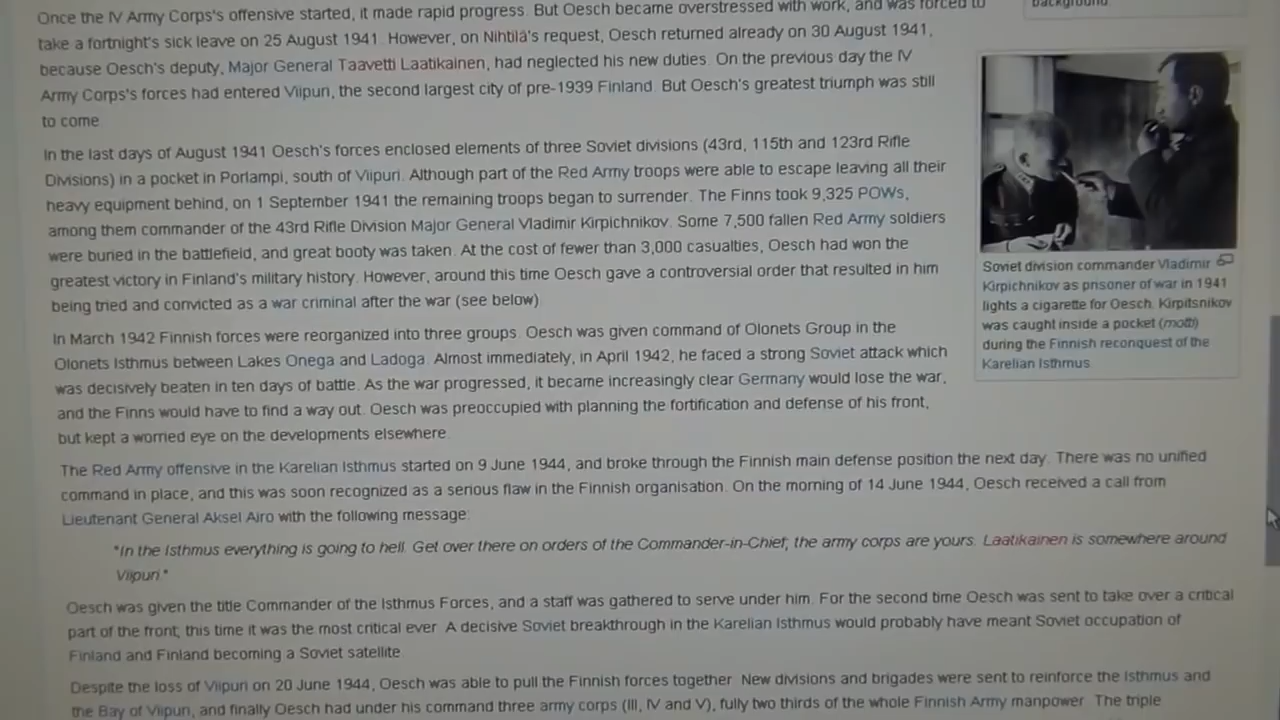 Once the IV Army Corps's offensive started, it made rapid progress. But Oesch became overstressed with work, and was forced to
take a fortnight's sick leave on 25 August 1941. However, on Nihtilä's request, Oesch returned already on 30 August 1941,
because Oesch's deputy, Major General Taavetti Laatikainen, had neglected his new duties. On the previous day the IV
Army Corps's forces had entered Viipuri, the second largest city of pre-1939 Finland. But Oesch's greatest triumph was still
to come.
In the last days of August 1941 Oesch's forces enclosed elements of three Soviet divisions (43rd, 115th and 123rd Rifle
Divisions) in a pocket in Porlampi, south of Viipuri. Although part of the Red Army troops were able to escape leaving all their
heavy equipment behind, on 1 September 1941 the remaining troops began to surrender. The Finns took 9,325 POWs,
among them commander of the 43rd Rifle Division Major General Vladimir Kirpichnikov. Some 7,500 fallen Red Army soldiers
were buried in the battlefield, and great booty was taken. At the cost of fewer than 3,000 casualties, Oesch had won the
greatest victory in Finland's military history. However, around this time Oesch gave a controversial order that resulted in him
being tried and convicted as a war criminal after the war (see below).
In March 1942 Finnish forces were reorganized into three groups. Oesch was given command of Olonets Group in the
Olonets Isthmus between Lakes Onega and Ladoga. Almost immediately, in April 1942, he faced a strong Soviet attack which
was decisively beaten in ten days of battle. As the war progressed, it became increasingly clear Germany would lose the war,
and the Finns would have to find a way out. Oesch was preoccupied with planning the fortification and defense of his front,
but kept a worried eye on the developments elsewhere.
The Red Army offensive in the Karelian Isthmus started on 9 June 1944, and broke through the Finnish main defense position the next day. There was no unified
command in place, and this was soon recognized as a serious flaw in the Finnish organisation. On the morning of 14 June 1944, Oesch received a call from
Lieutenant General Aksel Airo with the following message:
"In the Isthmus everything is going to hell. Get over there on orders of the Commander-in-Chief; the army corps are yours. Laatikainen is somewhere around
Viipuri."
Oesch was given the title Commander of the Isthmus Forces, and a staff was gathered to serve under him. For the second time Oesch was sent to take over a critical
part of the front; this time it was the most critical ever. A decisive Soviet breakthrough in the Karelian Isthmus would probably have meant Soviet occupation of
Finland and Finland becoming a Soviet satellite.
Despite the loss of Viipuri on 20 June 1944, Oesch was able to pull the Finnish forces together. New divisions and brigades were sent to reinforce the Isthmus and
the Bay of Viipuri, and finally Oesch had under his command three army corps (III, IV and V), fully two thirds of the whole Finnish Army manpower. The triple
background.
Soviet division commander Vladimir
Kirpichnikov as prisoner of war in 1941
lights a cigarette for Oesch. Kirpitsnikov
was caught inside a pocket (motti)
during the Finnish reconquest of the
Karelian Isthmus